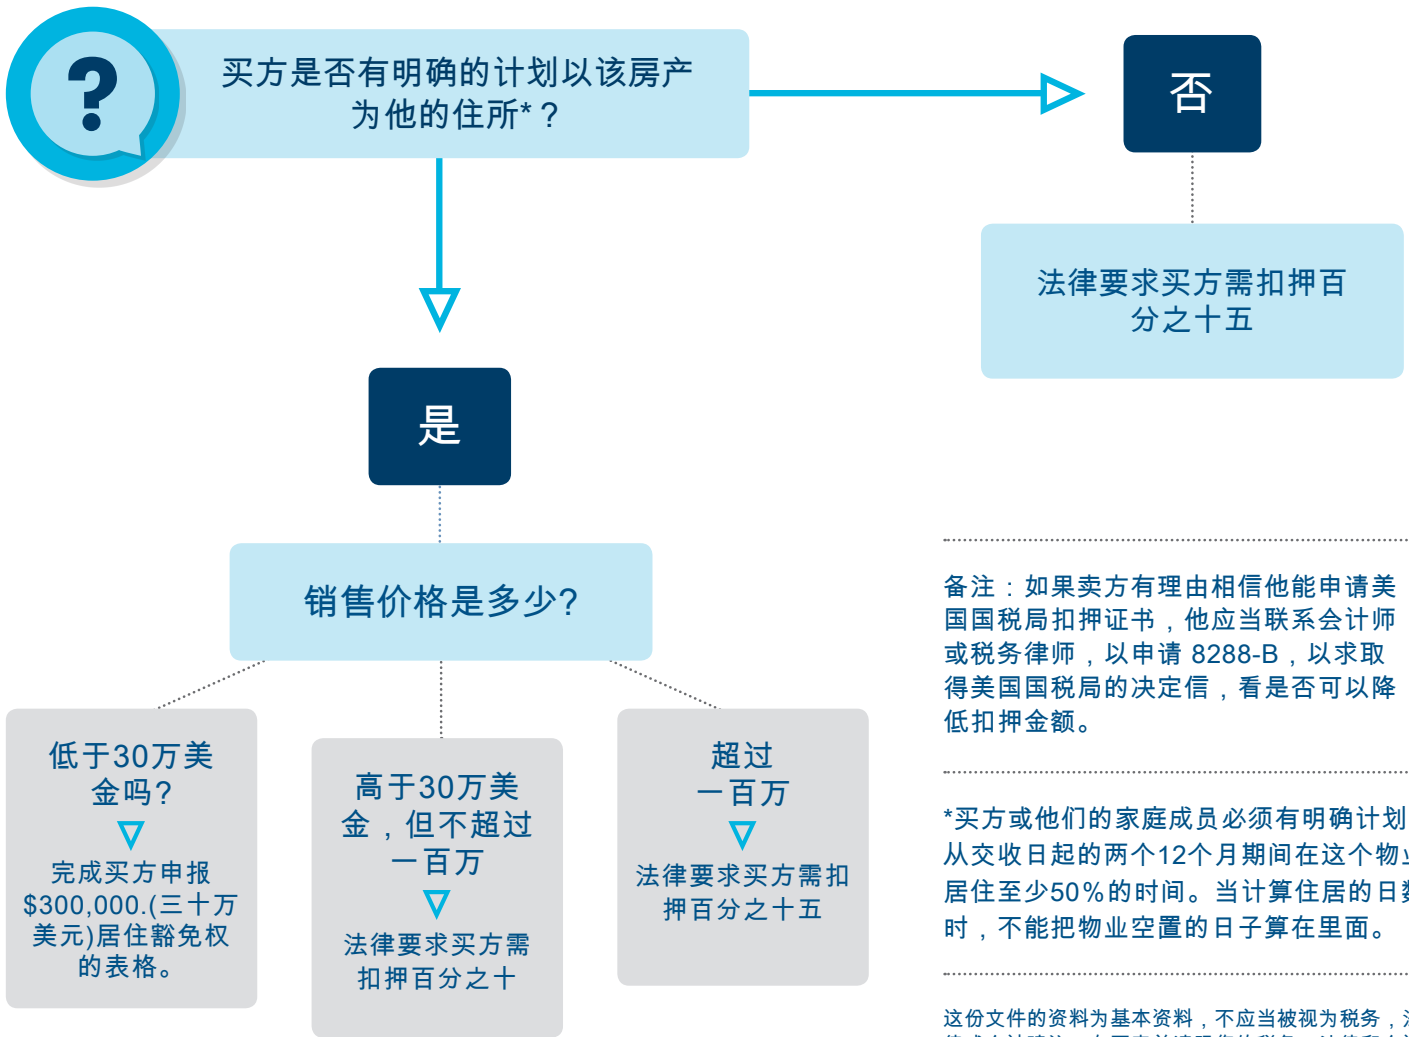 ?
买方是否有明确的计划以该房产
为他的住所*？
否
法律要求买方需扣押百
分之十五
是
销售价格是多少?
低于30万美
金吗?
完成买方申报
$300,000.(三十万
美元)居住豁免权
的表格。
高于30万美
金，但不超过
一百万
法律要求买方需
扣押百分之十
超过
一百万
法律要求买方需扣
押百分之十五
备注：如果卖方有理由相信他能申请美
国国税局扣押证书，他应当联系会计师
或税务律师，以申请 8288-B，以求取
得美国国税局的决定信，看是否可以降
低扣押金额。
*买方或他们的家庭成员必须有明确计划
从交收日起的两个12个月期间在这个物
居住至少50%的时间。当计算住居的日
时，不能把物业空置的日子算在里面。
这份文件的资料为基本资料，不应当被视为税务，